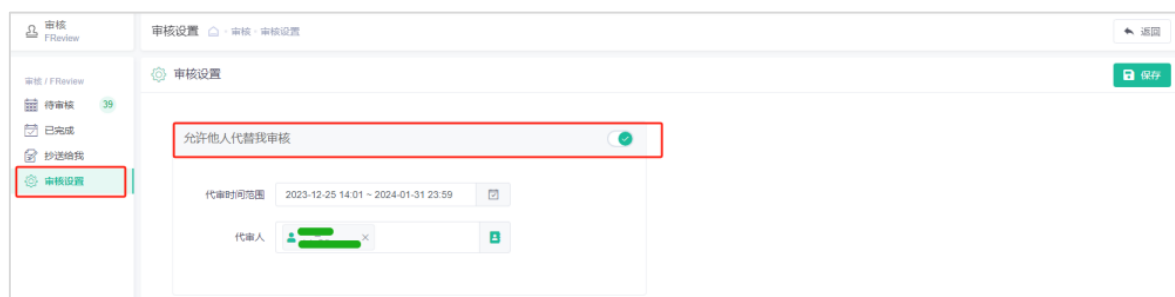 审核
FReview
审核设置 - 审核 - 审核设置
返回
审核 / FReview
待审核 39
已完成
抄送给我
审核设置
审核设置
保存
允许他人代替我审核
代审时间范围 2023-12-25 14:01 ~ 2024-01-31 23:59
代审人